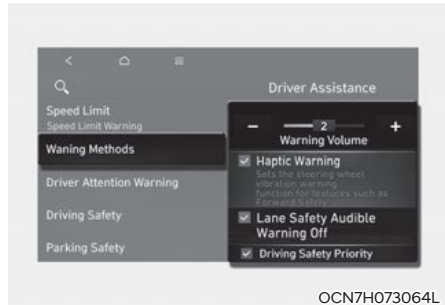 Driver Assistance
Speed Limit
Speed Limit Warning
Waning Methods
Driver Attention Warning
Driving Safety
Parking Safety
− 2 +
Warning Volume
Haptic Warning
Sets the steering wheel
vibration warning
function for features such as
Forward Safety
Lane Safety Audible
Warning Off
Driving Safety Priority
OCN7H073064L